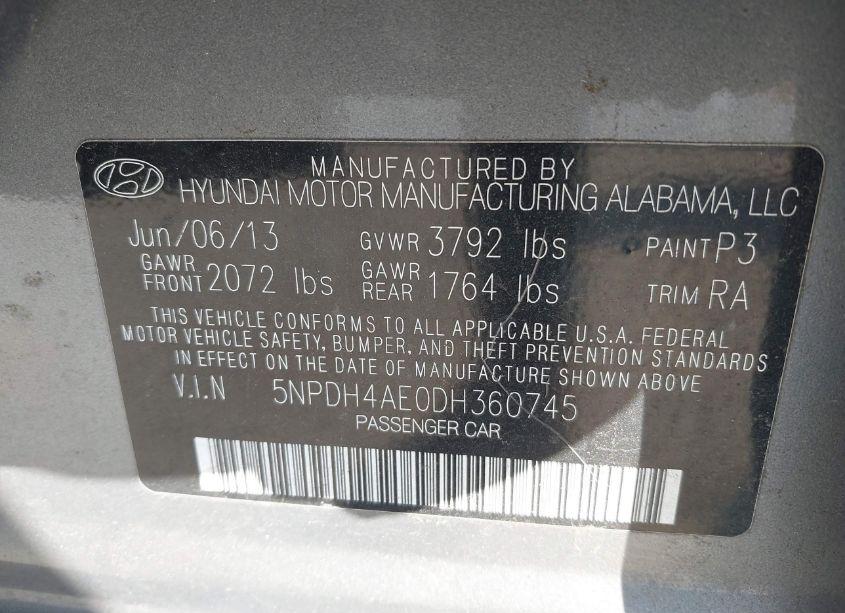 MANUFACTURED BY
HYUNDAI MOTOR MANUFACTURING ALABAMA, LLC
Jun/06/13 GVWR 3792 lbs PAINT P3
GAWR FRONT 2072 lbs GAWR REAR 1764 lbs TRIM RA
THIS VEHICLE CONFORMS TO ALL APPLICABLE U.S.A. FEDERAL
MOTOR VEHICLE SAFETY, BUMPER, AND THEFT PREVENTION STANDARDS
IN EFFECT ON THE DATE OF MANUFACTURE SHOWN ABOVE
V.I.N 5NPDH4AE0DH360745
PASSENGER CAR